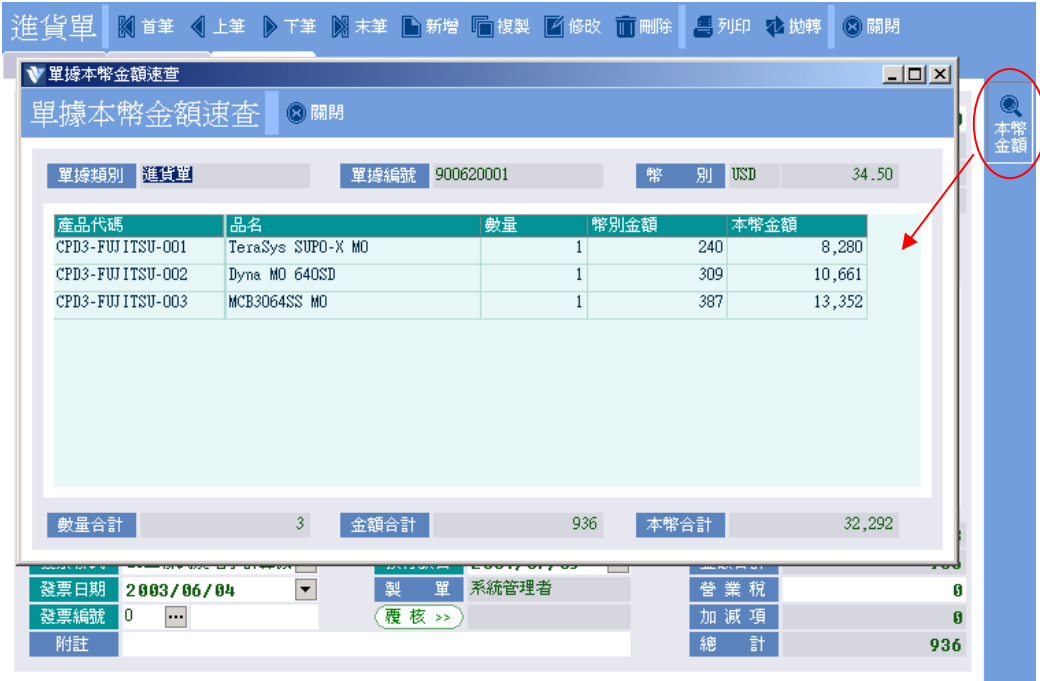 進貨單 首筆 上筆 下筆 末筆 新增 複製 修改 刪除 列印 拋轉 關閉
單據本幣金額速查
單據本幣金額速查 關閉
本幣
金額
單據類別 進貨單 單據編號 900620001 幣 別 USD 34.50
產品代碼 品名 數量 幣別金額 本幣金額
CPD3-FUJITSU-001 TeraSys SUPO-X MO 1 240 8,280
CPD3-FUJITSU-002 Dyna MO 640SD 1 309 10,661
CPD3-FUJITSU-003 MCB3064SS MO 1 387 13,352
數量合計 3 金額合計 936 本幣合計 32,292
發票日期 2003/06/04 製 單 系統管理者 營 業 稅 0
發票編號 0 ... 覆 核 >> 加 減 項 0
附註 總 計 936